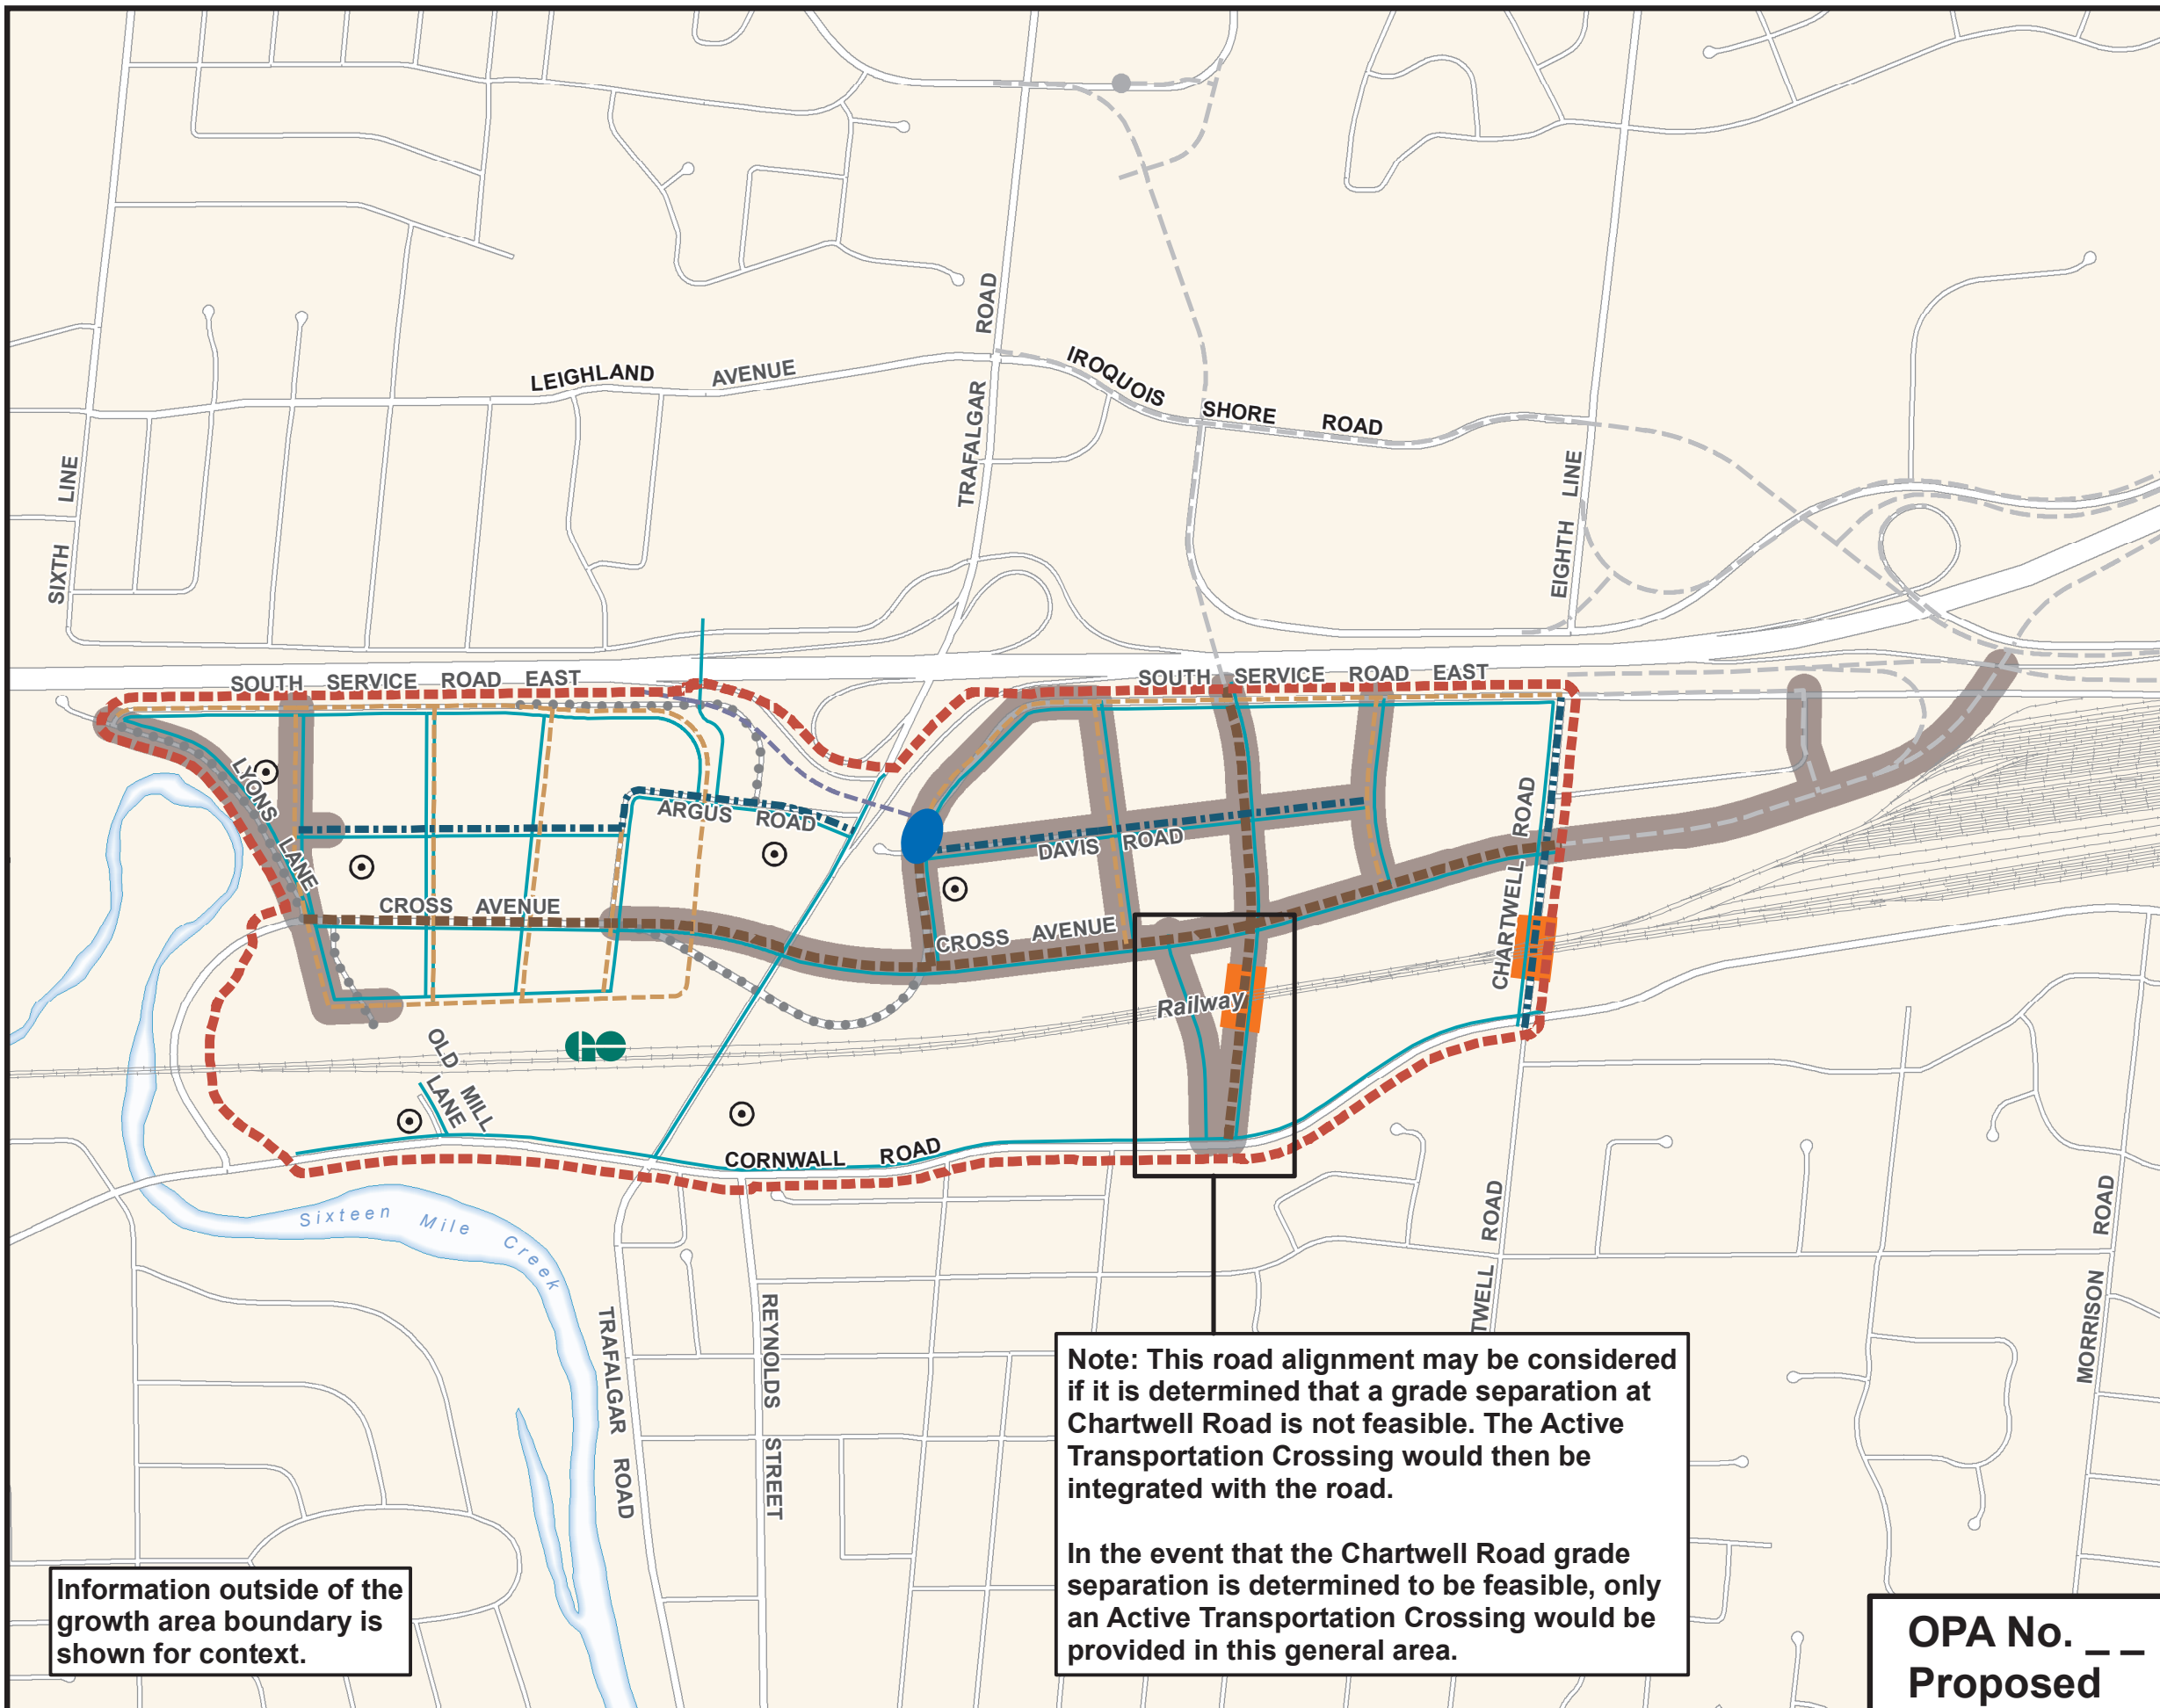 LEIGHLAND AVENUE
TRAFALGAR ROAD
IROQUOIS SHORE ROAD
SIXTH LINE
EIGHTH LINE
SOUTH SERVICE ROAD EAST
SOUTH SERVICE ROAD EAST
LYONS LANE
ARGUS ROAD
DAVIS ROAD
CHARTWELL ROAD
CROSS AVENUE
CROSS AVENUE
Railway
GO
OLD MILL
LANE
CORNWALL ROAD
Sixteen Mile Creek
TRAFALGAR ROAD
REYNOLDS STREET
TWELL ROAD
MORRISON ROAD
Note: This road alignment may be considered
if it is determined that a grade separation at
Chartwell Road is not feasible. The Active
Transportation Crossing would then be
integrated with the road.
In the event that the Chartwell Road grade
separation is determined to be feasible, only
an Active Transportation Crossing would be
provided in this general area.
Information outside of the
growth area boundary is
shown for context.
OPA No. _ _
Proposed